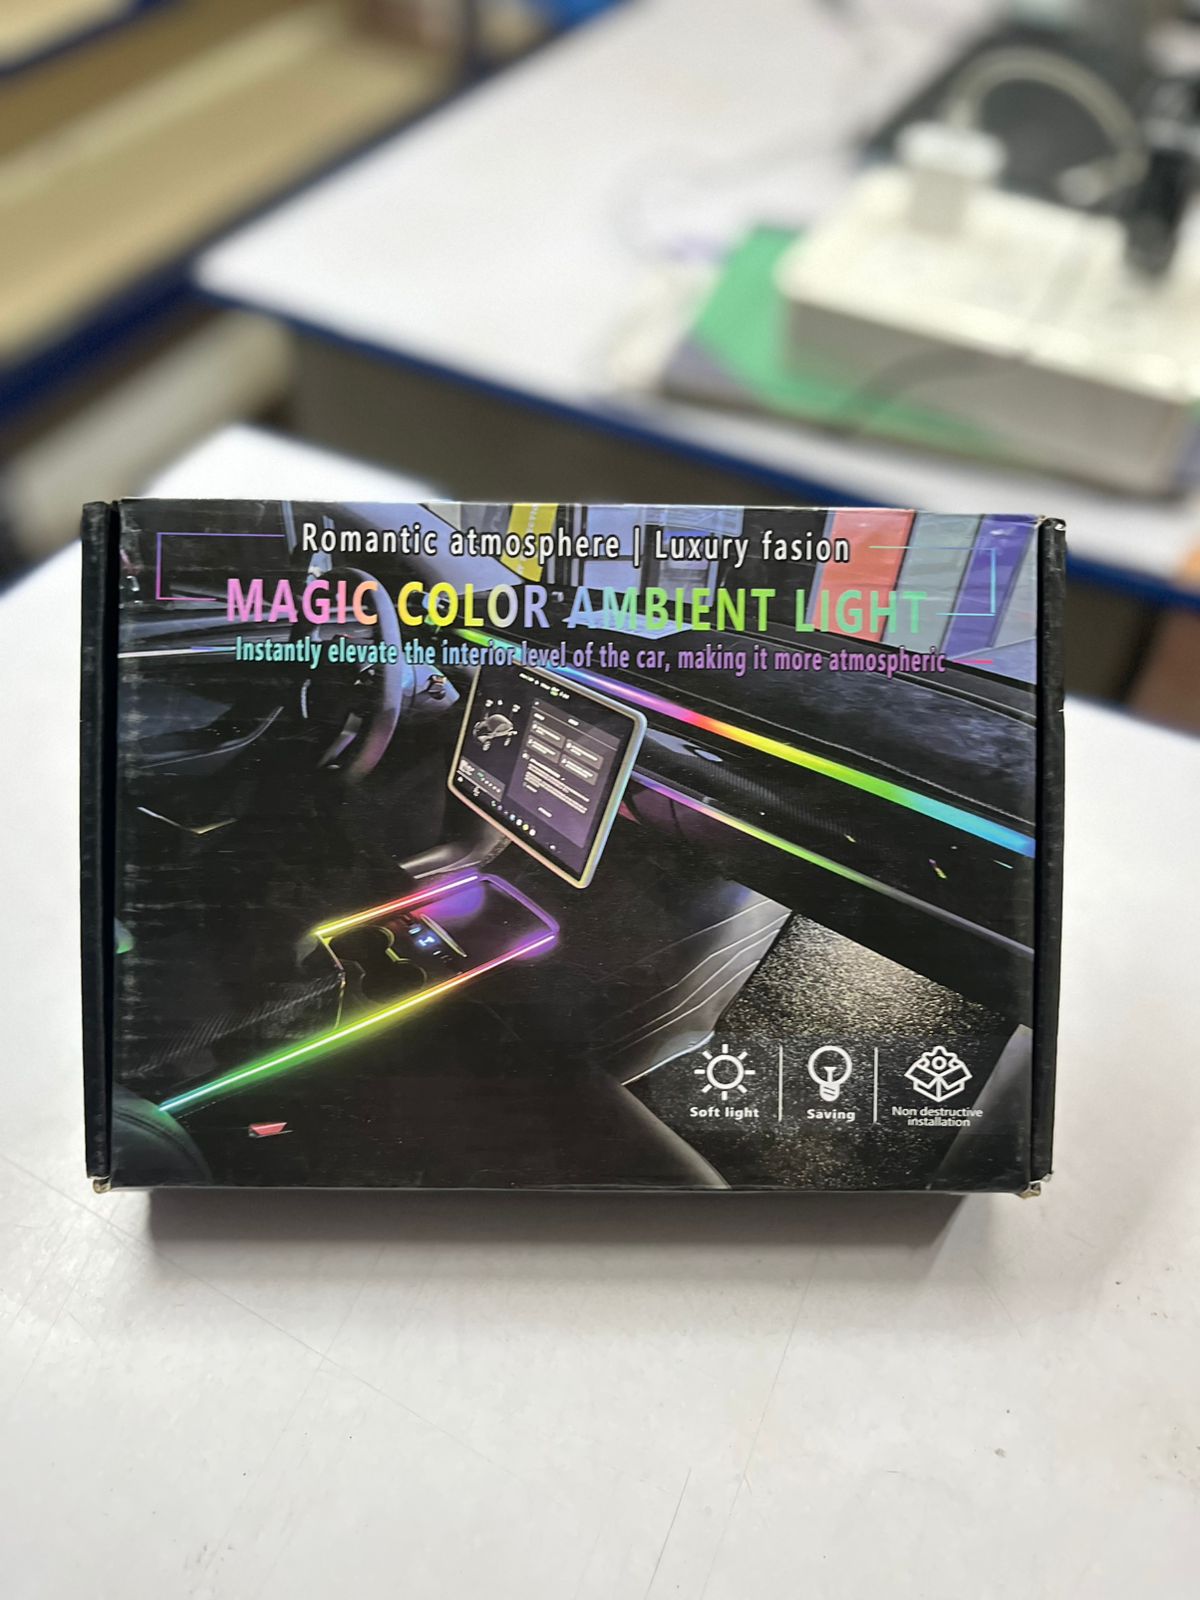 Romantic atmosphere | Luxury fasion
MAGIC COLOR AMBIENT LIGHT
Instantly elevate the interior level of the car, making it more atmospheric
Soft light
Saving
Non destructive
installation